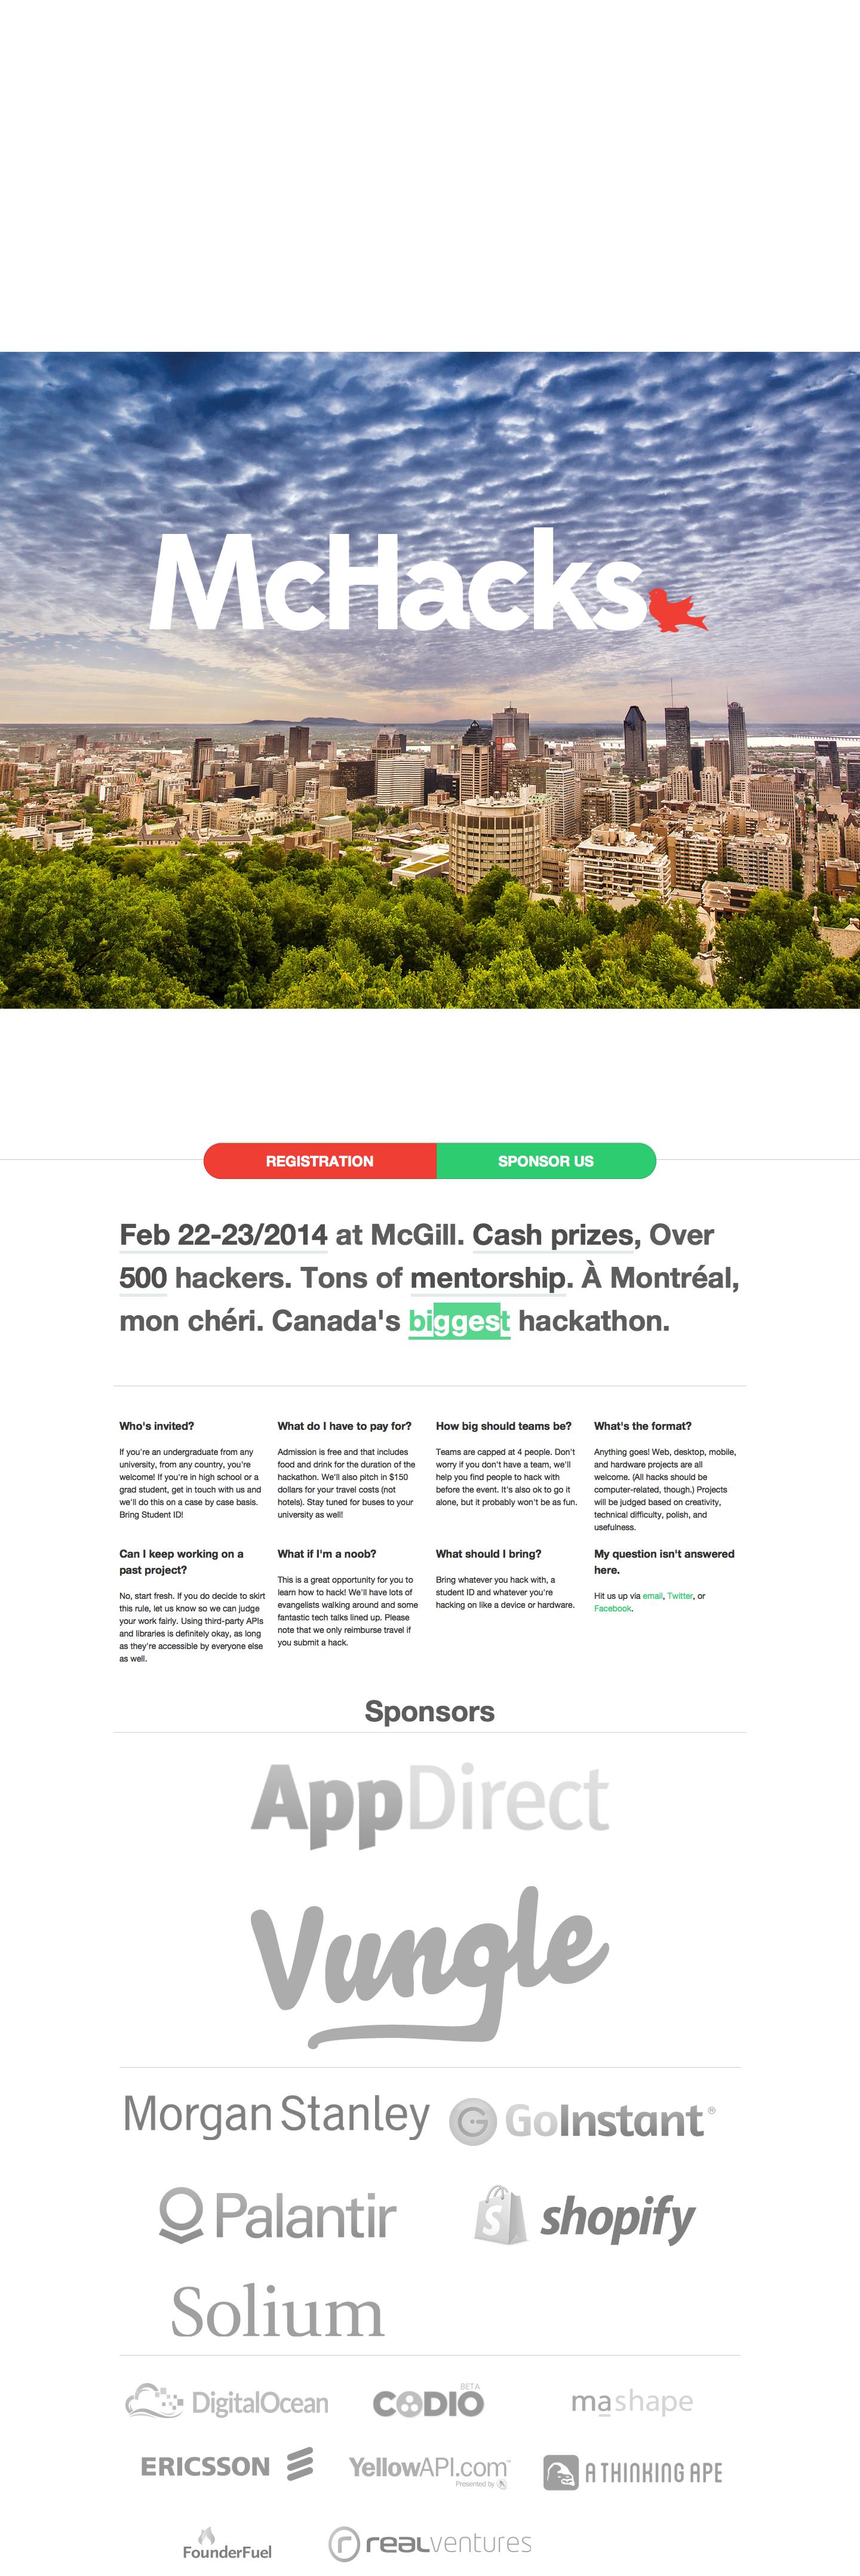 McHacks
REGISTRATION
SPONSOR US
Feb 22-23/2014 at McGill. Cash prizes, Over
500 hackers. Tons of mentorship. À Montréal,
mon chéri. Canada's biggest hackathon.
Who's invited?
If you're an undergraduate from any
university, from any country, you're
welcome! If you're in high school or a
grad student, get in touch with us and
we'll do this on a case by case basis.
Bring Student ID!
What do I have to pay for?
Admission is free and that includes
food and drink for the duration of the
hackathon. We'll also pitch in $150
dollars for your travel costs (not
hotels). Stay tuned for buses to your
university as well!
How big should teams be?
Teams are capped at 4 people. Don't
worry if you don't have a team, we'll
help you find people to hack with
before the event. It's also ok to go it
alone, but it probably won't be as fun.
What's the format?
Anything goes! Web, desktop, mobile,
and hardware projects are all
welcome. (All hacks should be
computer-related, though.) Projects
will be judged based on creativity,
technical difficulty, polish, and
usefulness.
Can I keep working on a
past project?
No, start fresh. If you do decide to skirt
this rule, let us know so we can judge
your work fairly. Using third-party APIs
and libraries is definitely okay, as long
as they're accessible by everyone else
as well.
What if I'm a noob?
This is a great opportunity for you to
learn how to hack! We'll have lots of
evangelists walking around and some
fantastic tech talks lined up. Please
note that we only reimburse travel if
you submit a hack.
What should I bring?
Bring whatever you hack with, a
student ID and whatever you're
hacking on like a device or hardware.
My question isn't answered
here.
Hit us up via email, Twitter, or
Facebook.
Sponsors
AppDirect
Vungle
Morgan Stanley
GoInstant®
Palantir
shopify
Solium
DigitalOcean
CODIO
BETA
mashape
ERICSSON
YellowAPI.com™
Presented by
A THINKING APE
FounderFuel
realventures